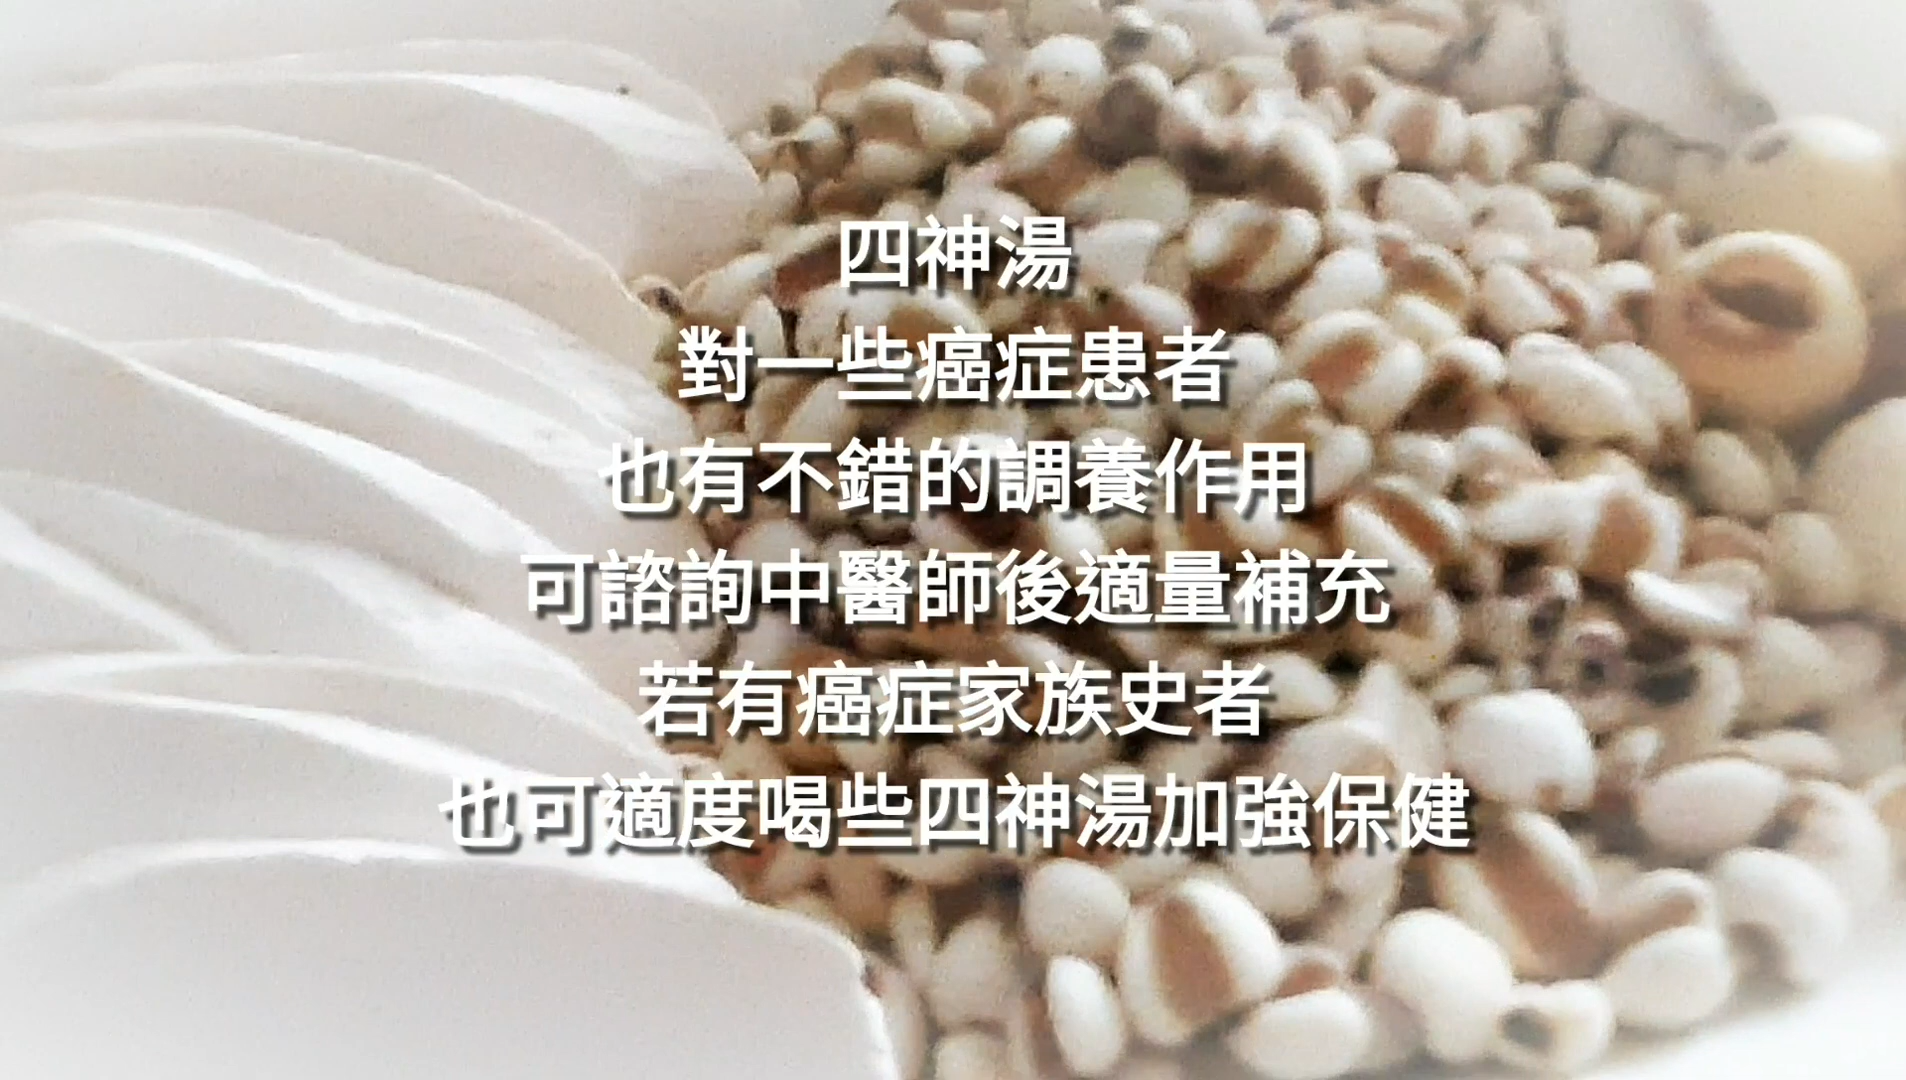 四神湯
對一些癌症患者
也有不錯的調養作用
可諮詢中醫師後適量補充
若有癌症家族史者
也可適度喝些四神湯加強保健